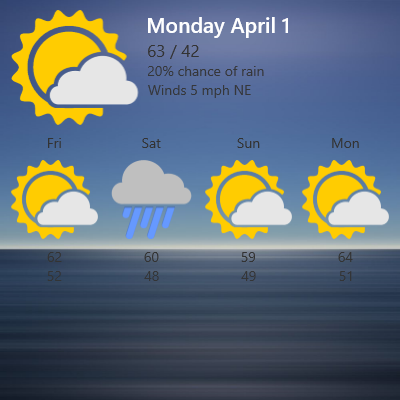 Monday April 1
63 / 42
20% chance of rain
Winds 5 mph NE
Fri Sat Sun Mon
62 60 59 64
52 48 49 51